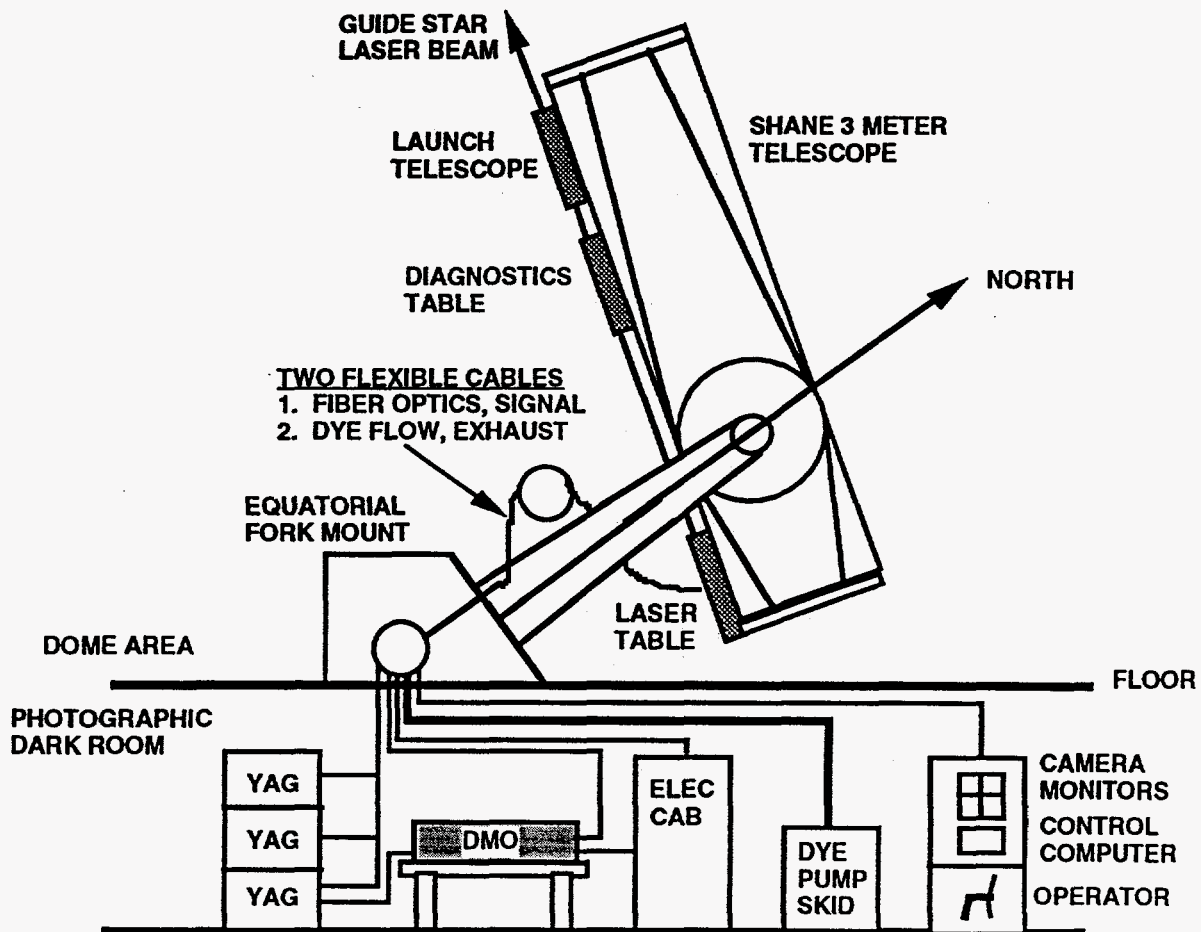 GUIDE STAR
LASER BEAM
LAUNCH
TELESCOPE
SHANE 3 METER
TELESCOPE
DIAGNOSTICS
TABLE
NORTH
TWO FLEXIBLE CABLES
1. FIBER OPTICS, SIGNAL
2. DYE FLOW, EXHAUST
EQUATORIAL
FORK MOUNT
LASER
TABLE
DOME AREA
FLOOR
PHOTOGRAPHIC
DARK ROOM
YAG
YAG
YAG
DMO
ELEC
CAB
DYE
PUMP
SKID
CAMERA
MONITORS
CONTROL
COMPUTER
OPERATOR